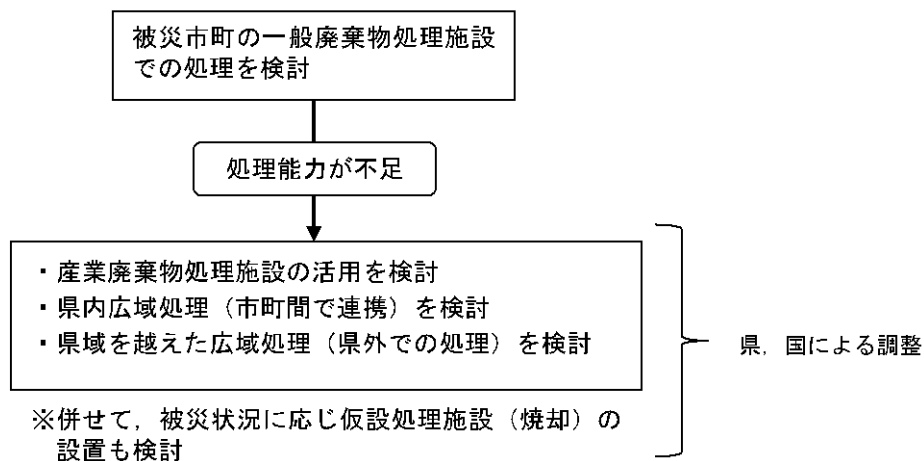 被災市町の一般廃棄物処理施設
での処理を検討
処理能力が不足
・産業廃棄物処理施設の活用を検討
・県内広域処理（市町間で連携）を検討
・県域を越えた広域処理（県外での処理）を検討
県，国による調整
※併せて，被災状況に応じ仮設処理施設（焼却）の
設置も検討